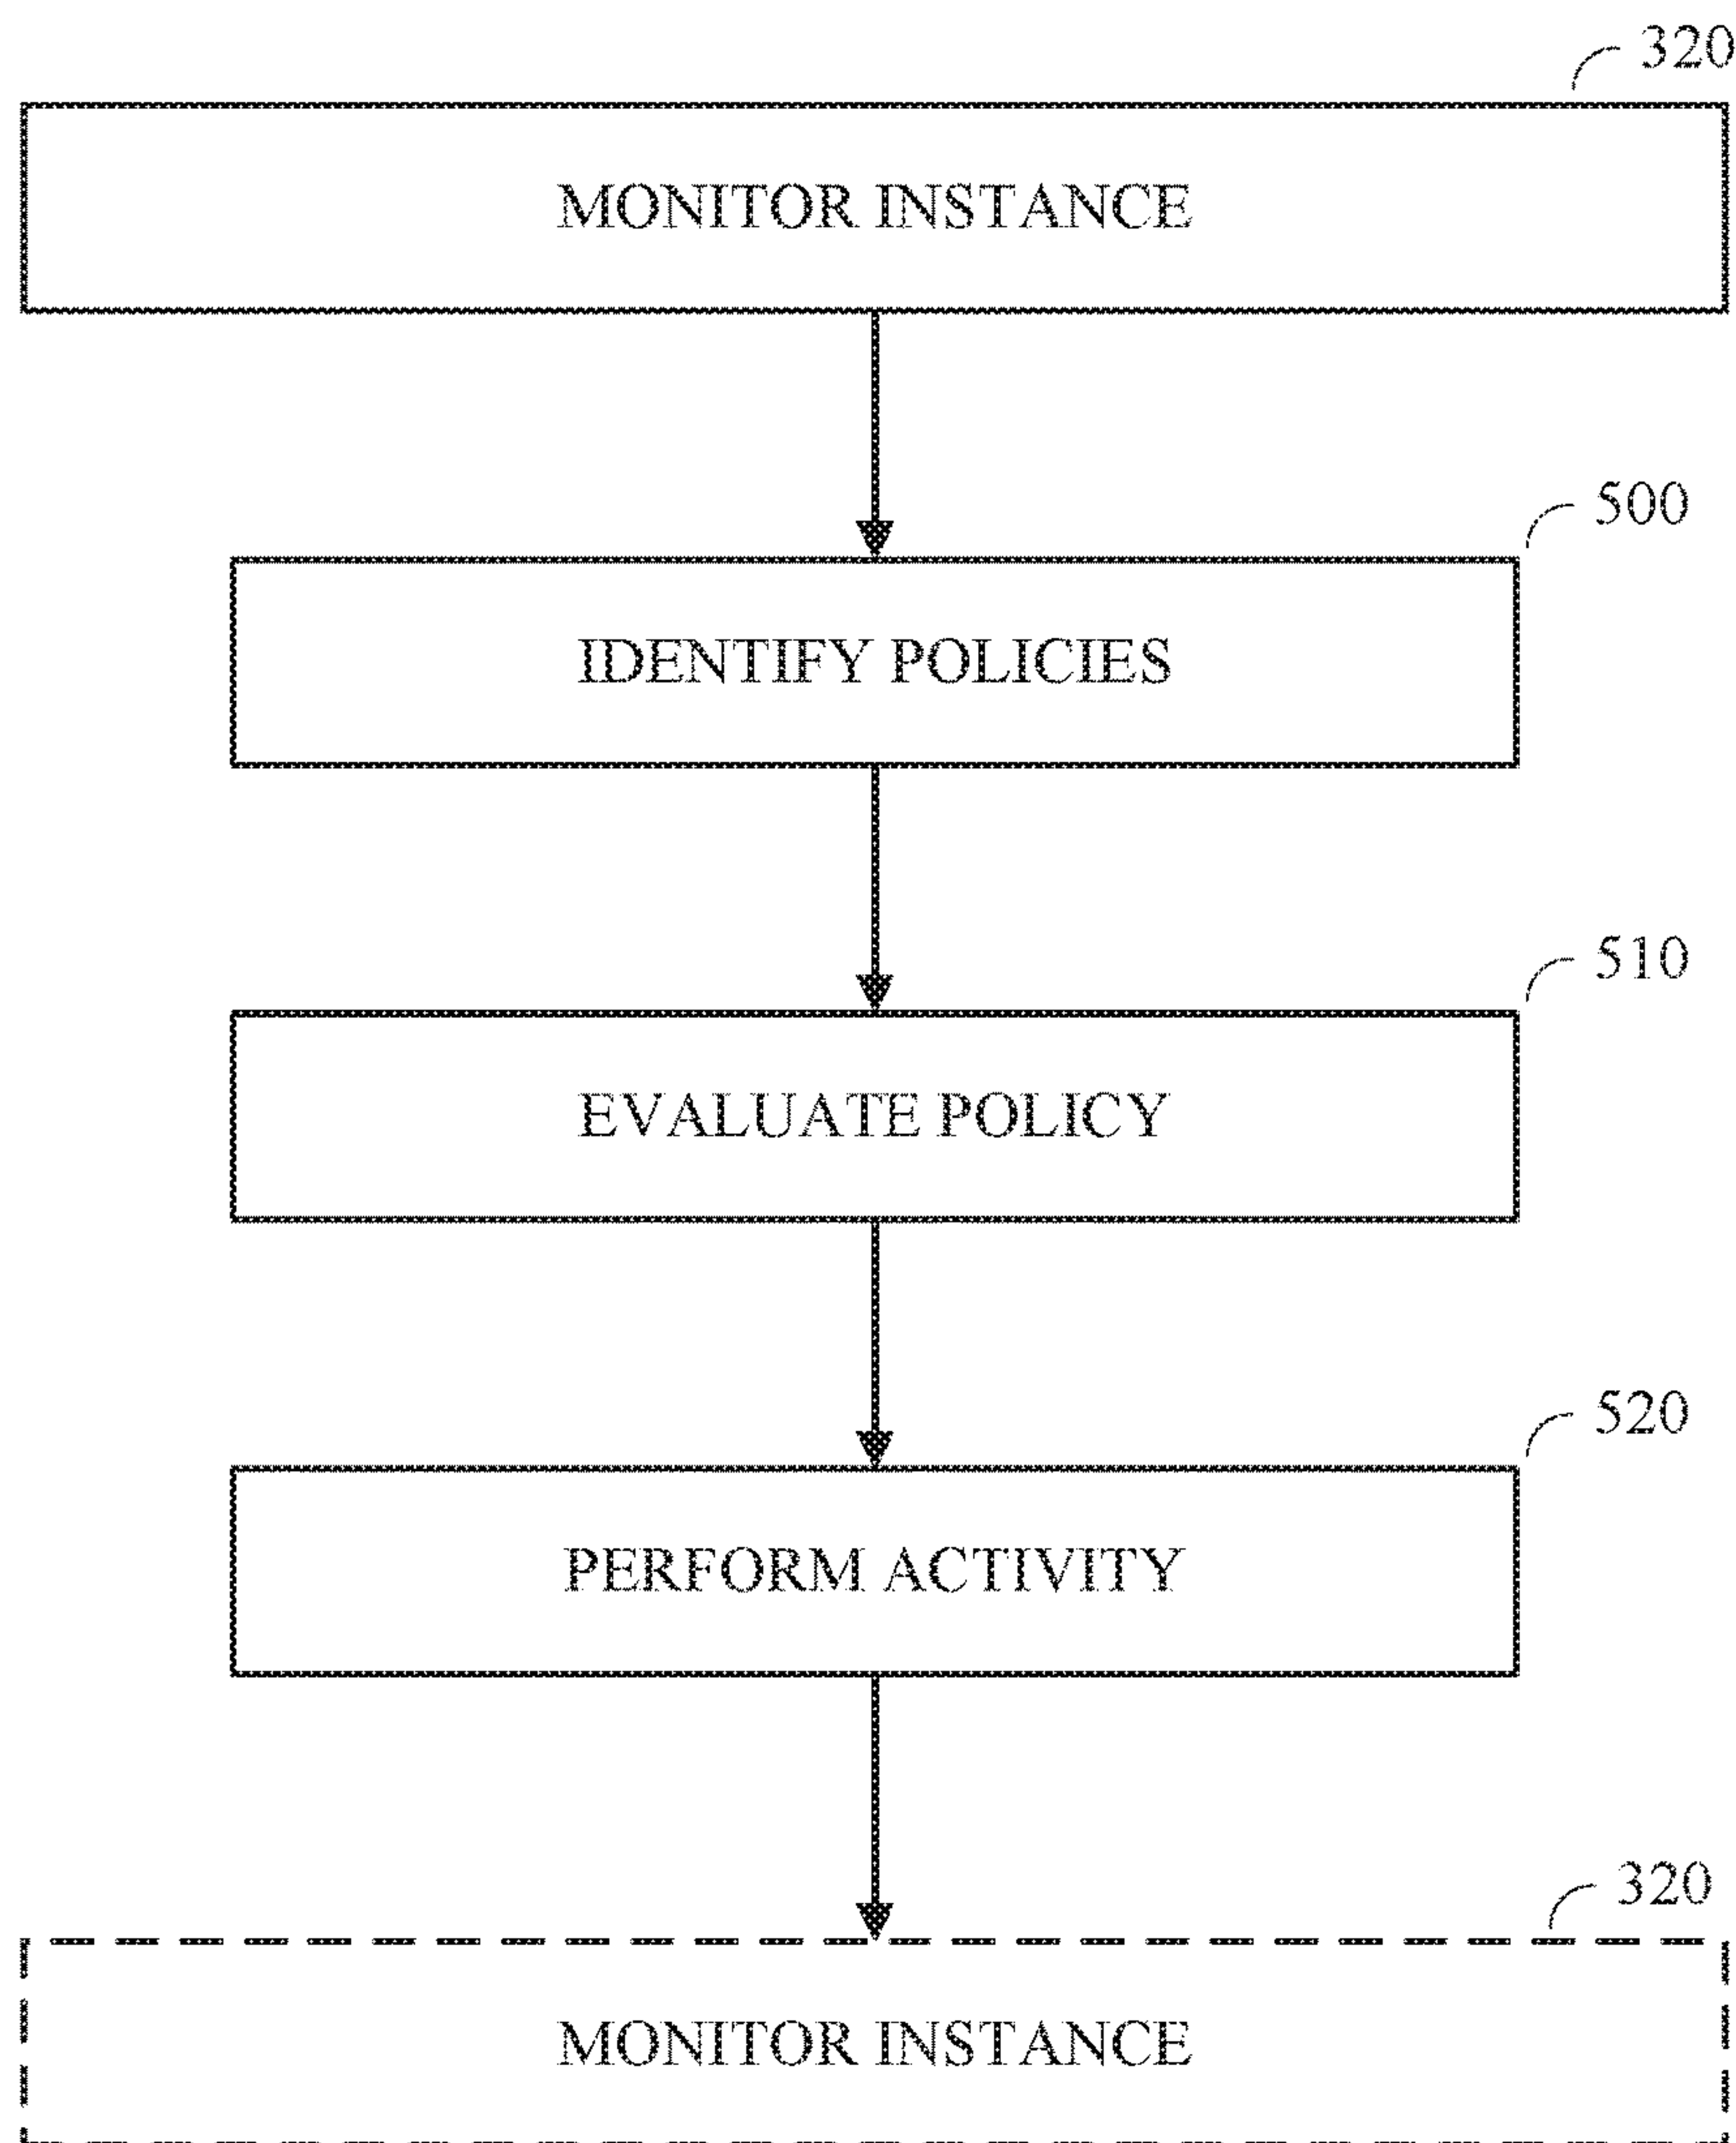 320
MONITOR INSTANCE
500
IDENTIFY POLICIES
510
EVALUATE POLICY
520
PERFORM ACTIVITY
320
MONITOR INSTANCE